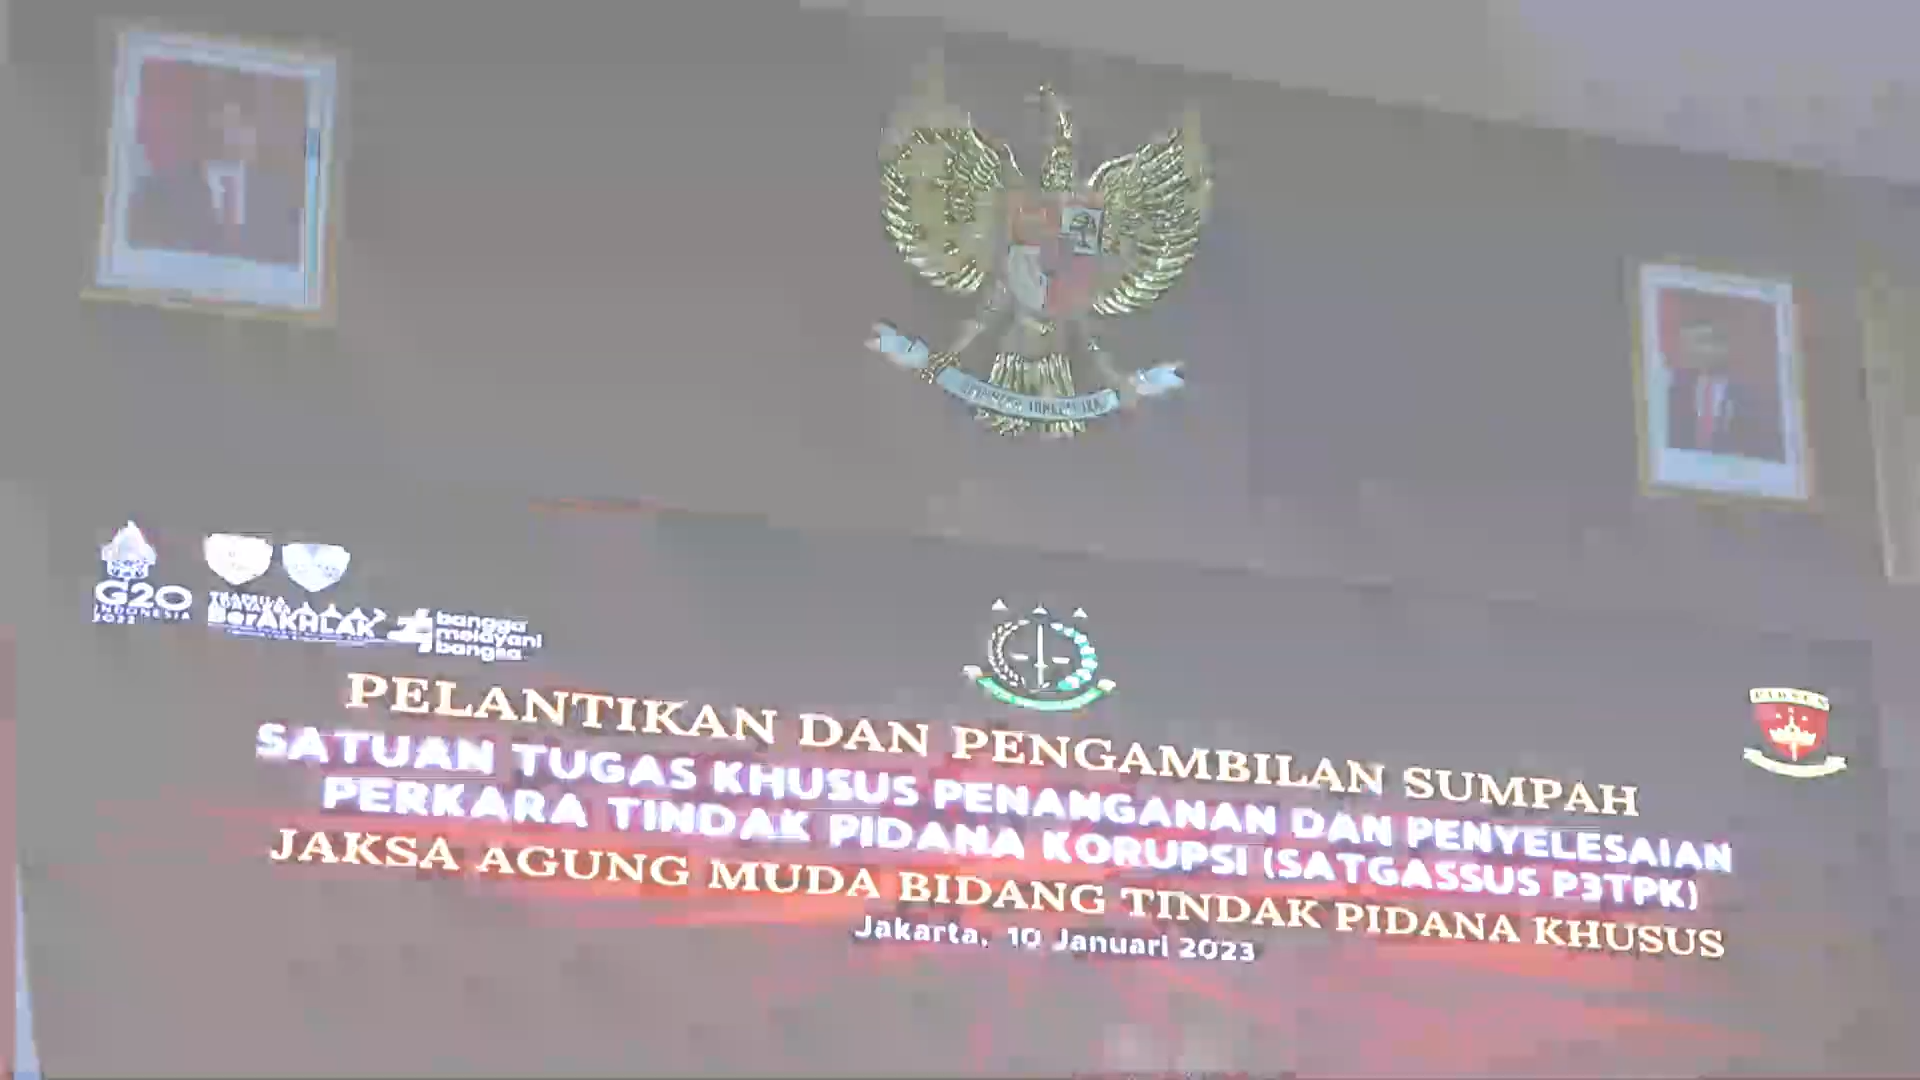 G20
INDONESIA
2022
BerAKHLAK
bangga
melayani
bangsa
PELANTIKAN DAN PENGAMBILAN SUMPAH
SATUAN TUGAS KHUSUS PENANGANAN DAN PENYELESAIAN
PERKARA TINDAK PIDANA KORUPSI (SATGASSUS P3TPK)
JAKSA AGUNG MUDA BIDANG TINDAK PIDANA KHUSUS
Jakarta, 10 Januari 2023